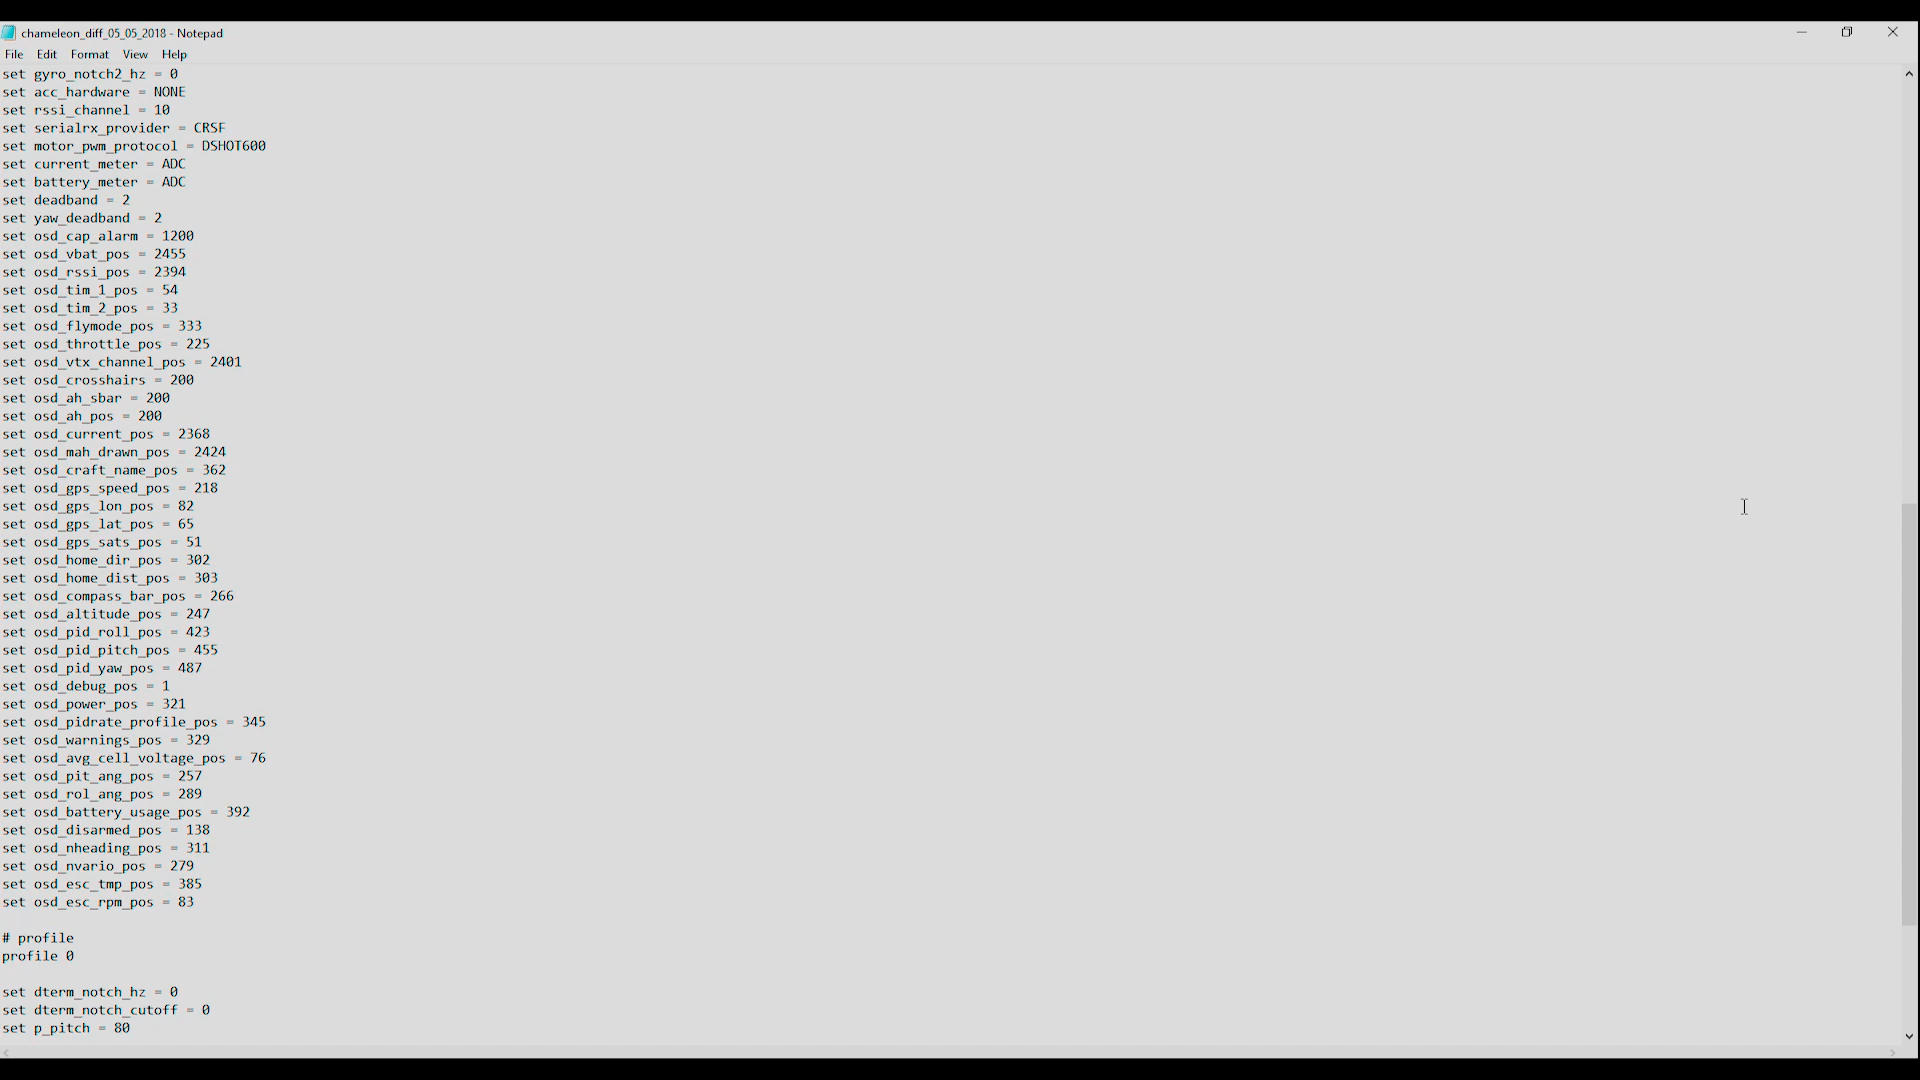 chameleon_diff_05_05_2018 - Notepad
File Edit Format View Help
set gyro_notch2_hz = 0
set acc_hardware = NONE
set rssi_channel = 10
set serialrx_provider = CRSF
set motor_pwm_protocol = DSHOT600
set current_meter = ADC
set battery_meter = ADC
set deadband = 2
set yaw_deadband = 2
set osd_cap_alarm = 1200
set osd_vbat_pos = 2455
set osd_rssi_pos = 2394
set osd_tim_1_pos = 54
set osd_tim_2_pos = 33
set osd_flymode_pos = 333
set osd_throttle_pos = 225
set osd_vtx_channel_pos = 2401
set osd_crosshairs = 200
set osd_ah_sbar = 200
set osd_ah_pos = 200
set osd_current_pos = 2368
set osd_mah_drawn_pos = 2424
set osd_craft_name_pos = 362
set osd_gps_speed_pos = 218
set osd_gps_lon_pos = 82
set osd_gps_lat_pos = 65
set osd_gps_sats_pos = 51
set osd_home_dir_pos = 302
set osd_home_dist_pos = 303
set osd_compass_bar_pos = 266
set osd_altitude_pos = 247
set osd_pid_roll_pos = 423
set osd_pid_pitch_pos = 455
set osd_pid_yaw_pos = 487
set osd_debug_pos = 1
set osd_power_pos = 321
set osd_pidrate_profile_pos = 345
set osd_warnings_pos = 329
set osd_avg_cell_voltage_pos = 76
set osd_pit_ang_pos = 257
set osd_rol_ang_pos = 289
set osd_battery_usage_pos = 392
set osd_disarmed_pos = 138
set osd_nheading_pos = 311
set osd_nvario_pos = 279
set osd_esc_tmp_pos = 385
set osd_esc_rpm_pos = 83
# profile
profile 0
set dterm_notch_hz = 0
set dterm_notch_cutoff = 0
set p_pitch = 80